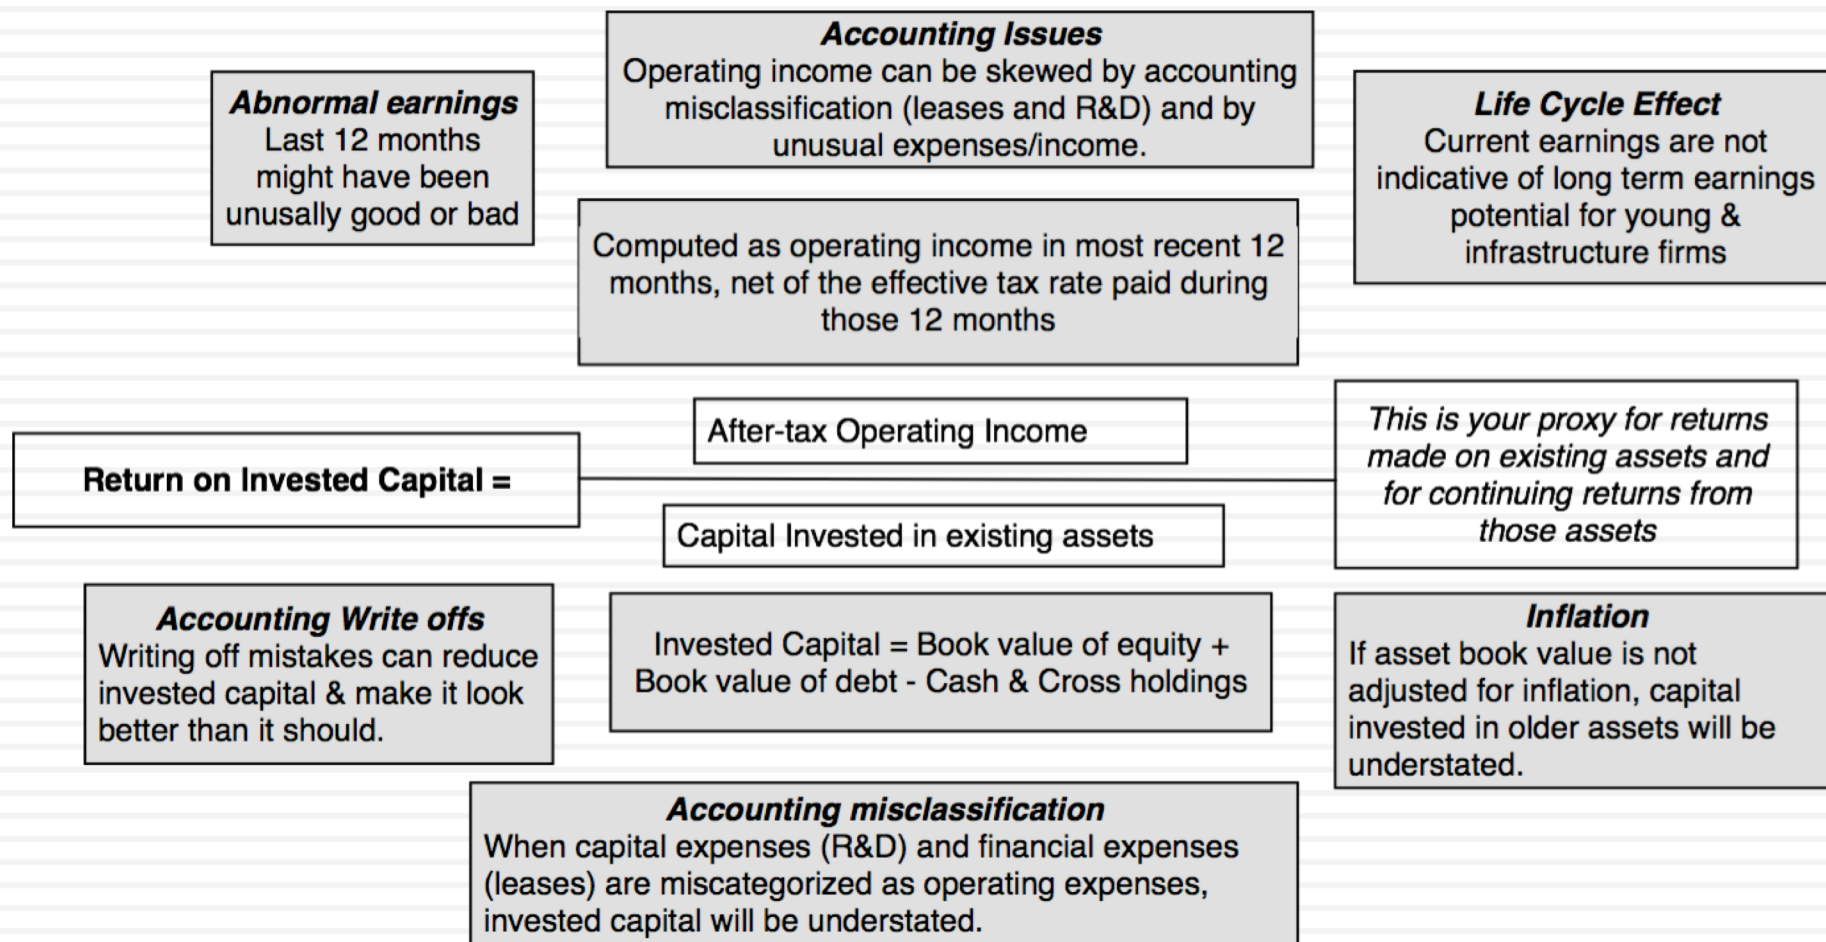 Accounting Issues
Operating income can be skewed by accounting
misclassification (leases and R&D) and by
unusual expenses/income.
Abnormal earnings
Last 12 months
might have been
unusally good or bad
Life Cycle Effect
Current earnings are not
indicative of long term earnings
potential for young &
infrastructure firms
Computed as operating income in most recent 12
months, net of the effective tax rate paid during
those 12 months
Return on Invested Capital =
After-tax Operating Income
Capital Invested in existing assets
This is your proxy for returns
made on existing assets and
for continuing returns from
those assets
Accounting Write offs
Writing off mistakes can reduce
invested capital & make it look
better than it should.
Invested Capital = Book value of equity +
Book value of debt - Cash & Cross holdings
Inflation
If asset book value is not
adjusted for inflation, capital
invested in older assets will be
understated.
Accounting misclassification
When capital expenses (R&D) and financial expenses
(leases) are miscategorized as operating expenses,
invested capital will be understated.